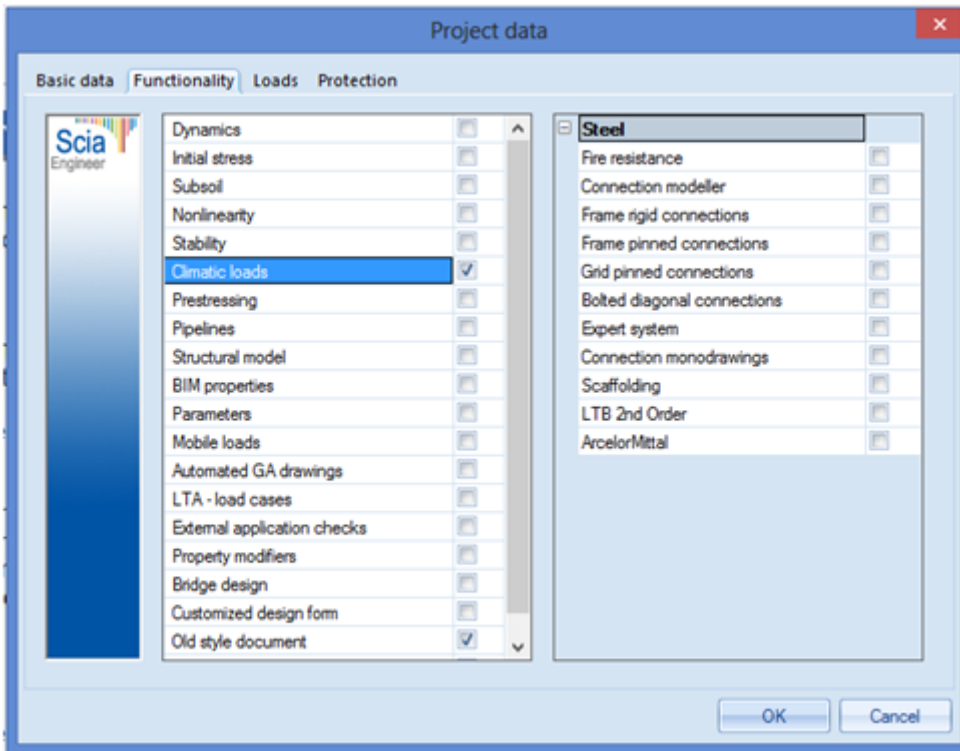 Project data
Basic data Functionality Loads Protection
Scia
Engineer
Dynamics
Initial stress
Subsoil
Nonlinearity
Stability
Climatic loads
Prestressing
Pipelines
Structural model
BIM properties
Parameters
Mobile loads
Automated GA drawings
LTA - load cases
External application checks
Property modifiers
Bridge design
Customized design form
Old style document
Steel
Fire resistance
Connection modeller
Frame rigid connections
Frame pinned connections
Grid pinned connections
Bolted diagonal connections
Expert system
Connection monodrawings
Scaffolding
LTB 2nd Order
ArcelorMittal
OK Cancel